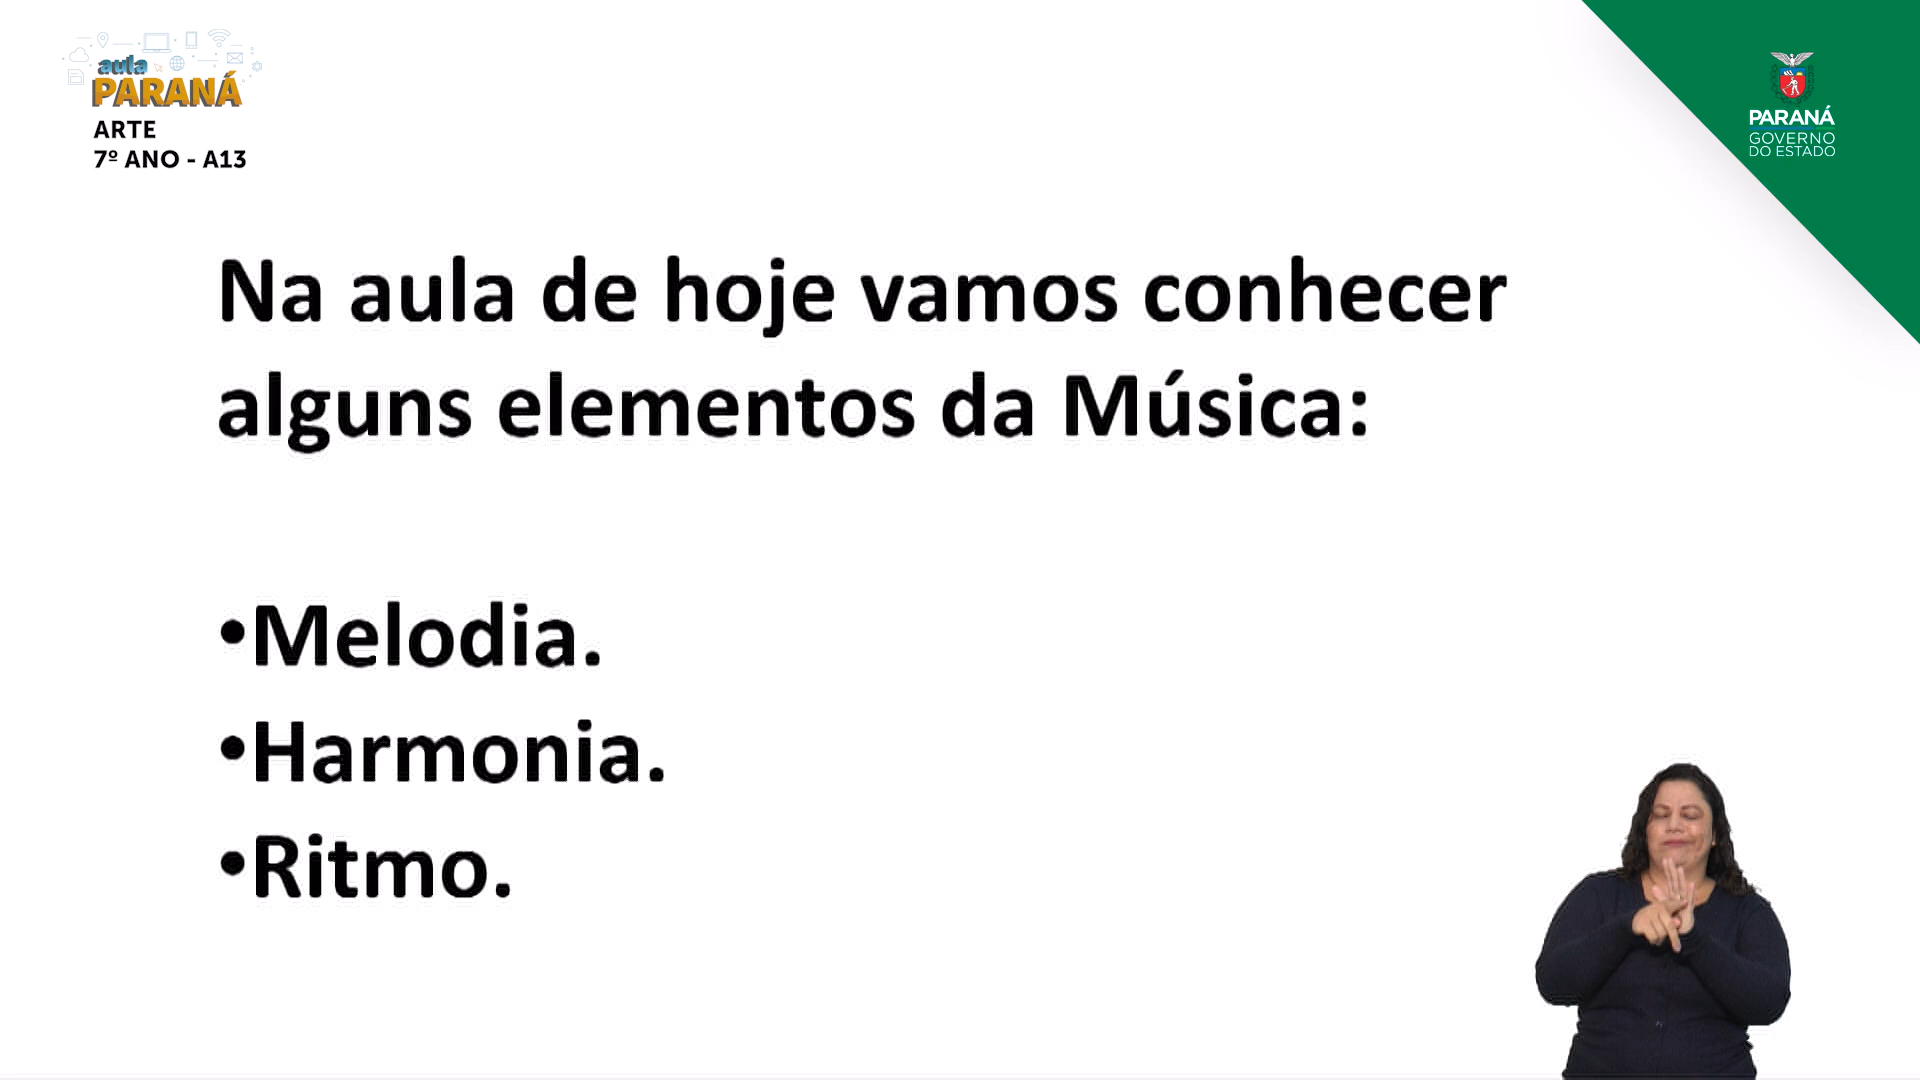 aula
PARANÁ
ARTE
7º ANO - A13
PARANÁ
GOVERNO
DO ESTADO
Na aula de hoje vamos conhecer
alguns elementos da Música:
•Melodia.
•Harmonia.
•Ritmo.